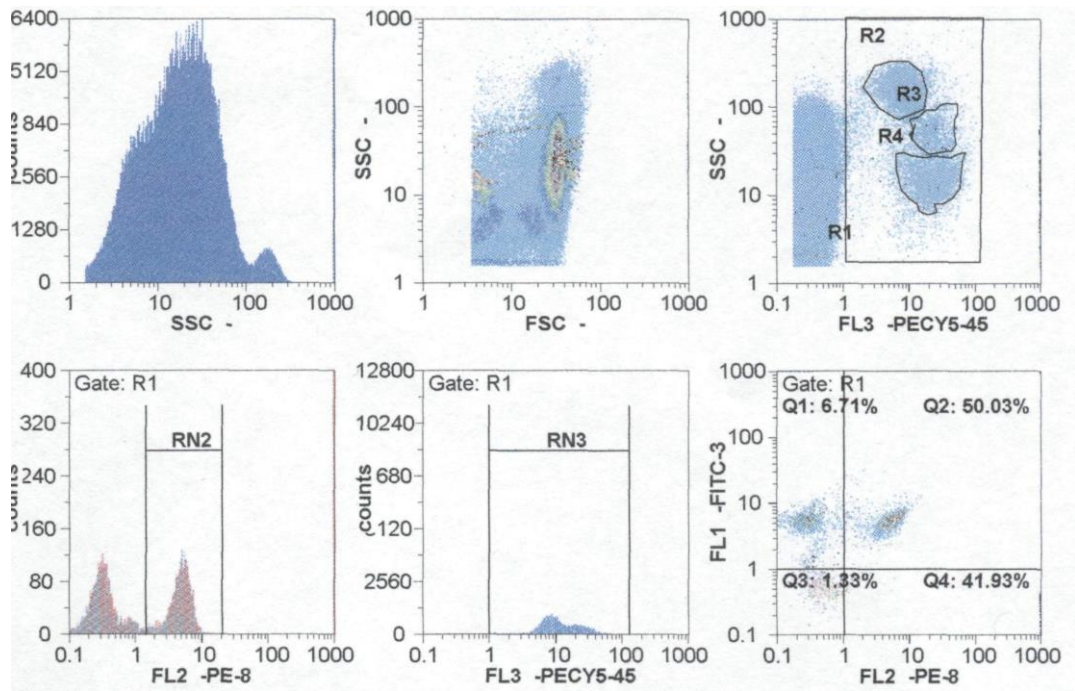 6400
5120
3840
2560
1280
0
counts
1
10
100
1000
SSC -
1000
100
10
1
SSC -
1
10
100
1000
FSC -
1000
100
10
1
SSC -
R2
R3
R4
R1
0.1
1
10
100
1000
FL3 -PECY5-45
400
320
240
160
80
0
counts
RN2
Gate: R1
0.1
1
10
100
1000
FL2 -PE-8
12800
10240
7680
5120
2560
0
counts
Gate: R1
RN3
0.1
1
10
100
1000
FL3 -PECY5-45
1000
100
10
1
0.1
FL1 -FITC-3
Gate: R1
Q1: 6.71%
Q2: 50.03%
Q3: 1.33%
Q4: 41.93%
0.1
1
10
100
1000
FL2 -PE-8